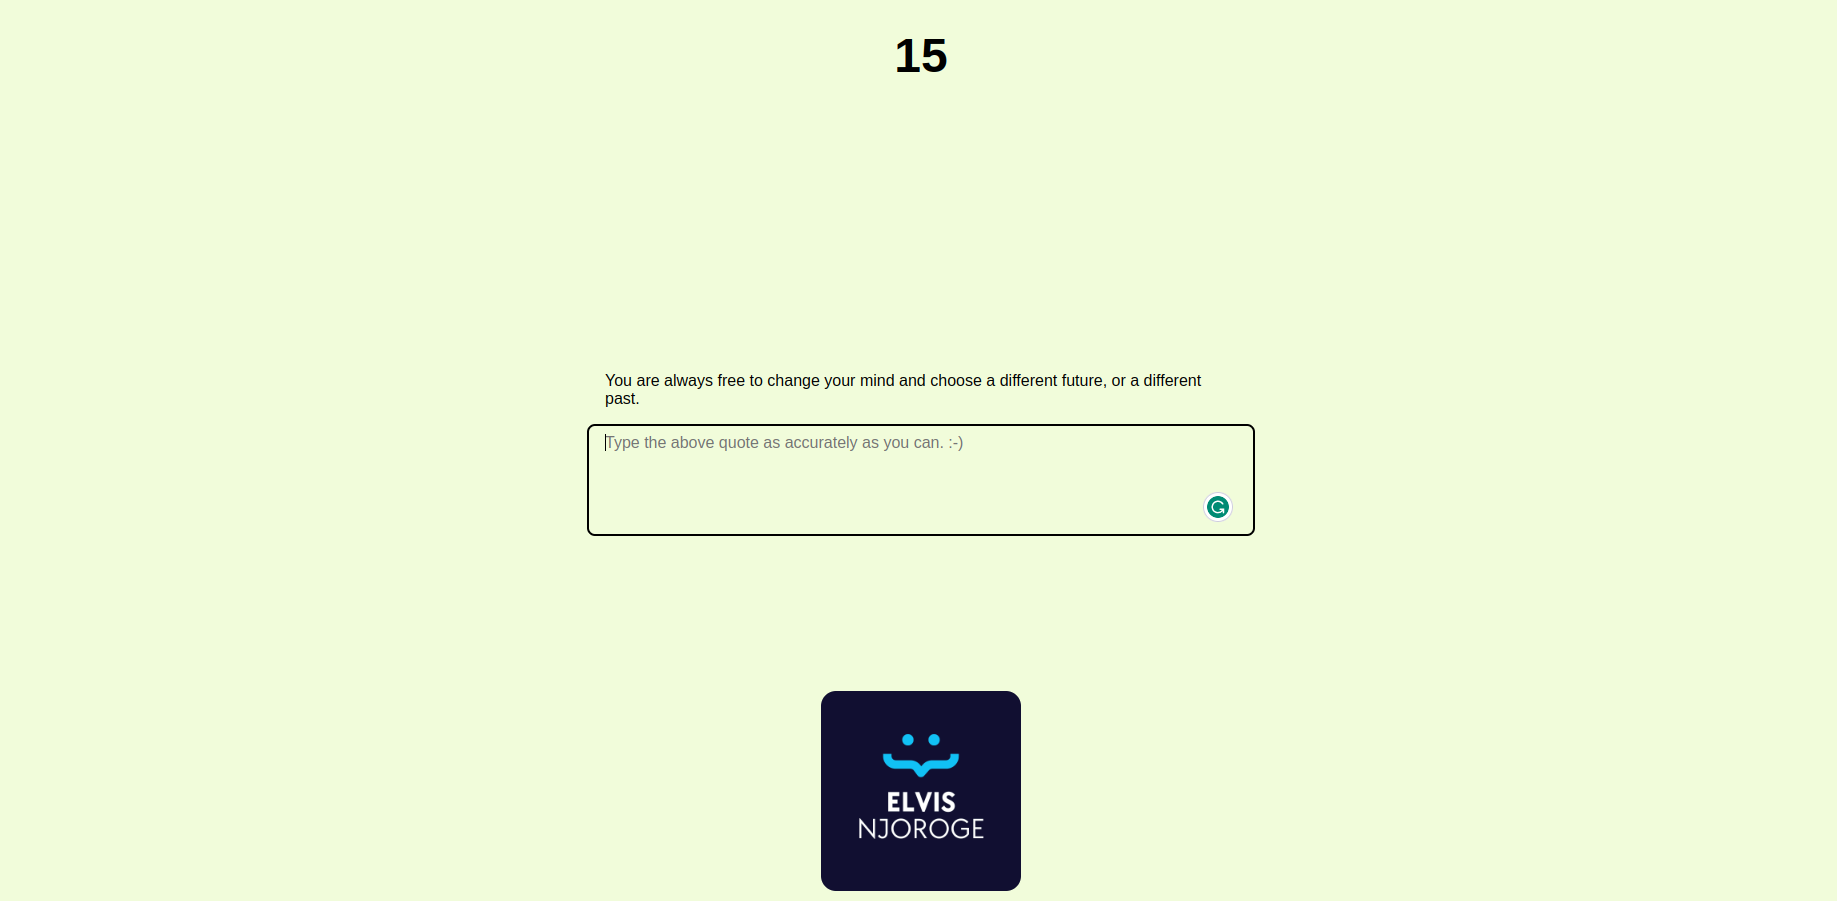 15
You are always free to change your mind and choose a different future, or a different
past.
Type the above quote as accurately as you can. :-)
ELVIS
NJOROGE